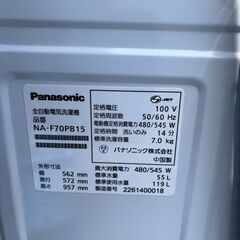 Panasonic
全自動電気洗濯機
品番
NA-F70PB15
外形寸法
幅 562 mm
奥行 572 mm
高さ 957 mm
JET
定格電圧 100 V
定格周波数 50/60 Hz
電動機定格消費電力 480/545 W
定格時間 洗いのみ 14 分
標準洗濯容量 7.0 kg
パナソニック株式会社
中国製
最大消費電力 480/545 W
標準水量 55 L
標準使用水量 119 L
製造番号 2261400018